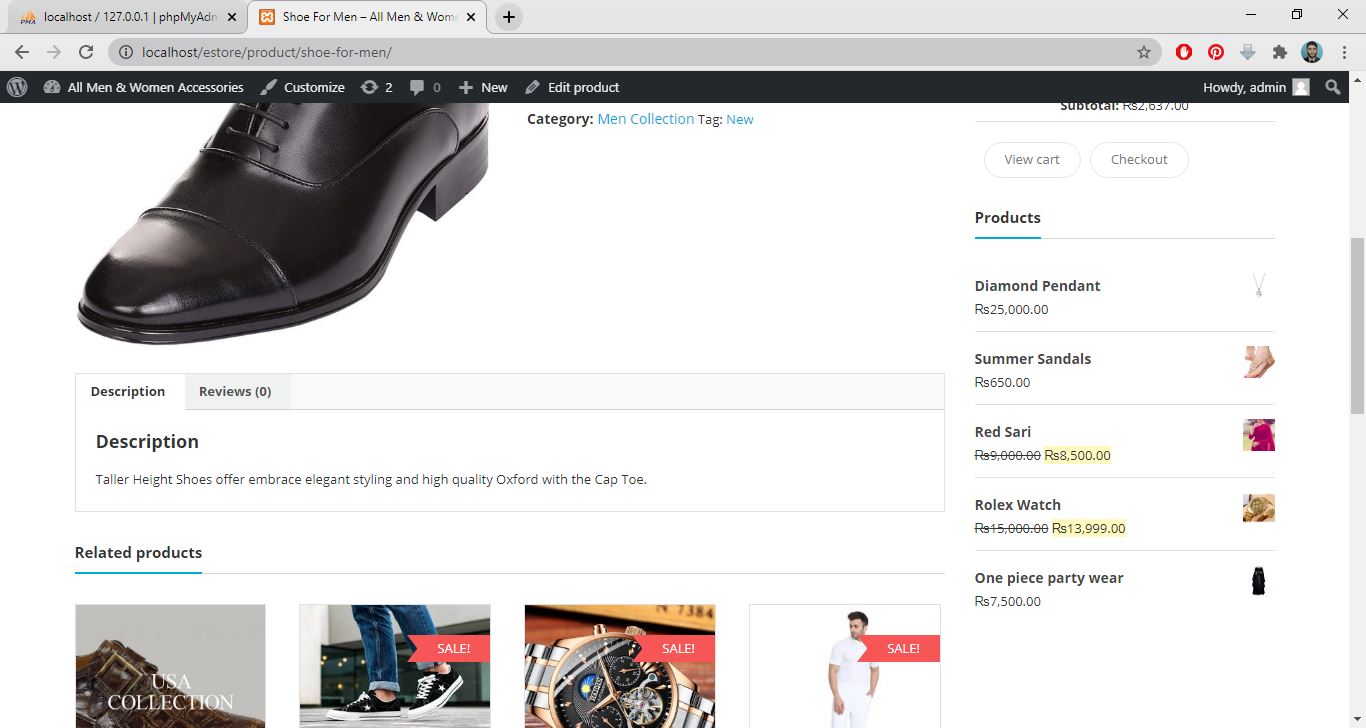 localhost / 127.0.0.1 | phpMyAdm
Shoe For Men – All Men & Wome
localhost/estore/product/shoe-for-men/
All Men & Women Accessories Customize 2 0 New Edit product Howdy, admin
Subtotal: ₨2,637.00
Category: Men Collection Tag: New
View cart Checkout
Products
Diamond Pendant
₨25,000.00
Summer Sandals
₨650.00
Red Sari
₨9,000.00 ₨8,500.00
Rolex Watch
₨15,000.00 ₨13,999.00
One piece party wear
₨7,500.00
Description Reviews (0)
Description
Taller Height Shoes offer embrace elegant styling and high quality Oxford with the Cap Toe.
Related products
USA
COLLECTION
SALE!
N 7384
SALE!
SALE!